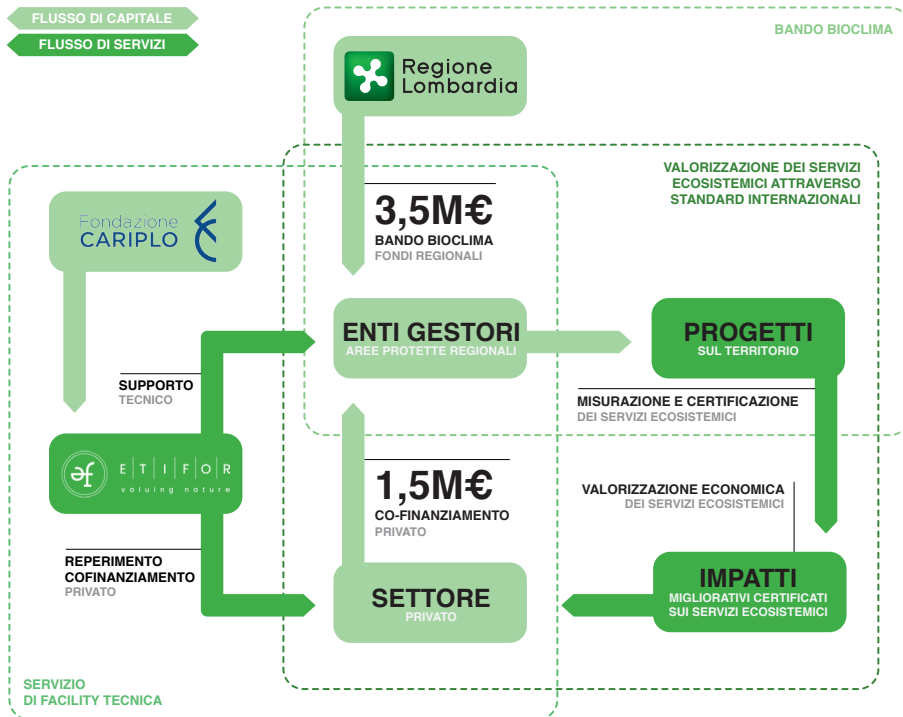 FLUSSO DI CAPITALE
FLUSSO DI SERVIZI
BANDO BIOCLIMA
Regione
Lombardia
VALORIZZAZIONE DEI SERVIZI
ECOSISTEMICI ATTRAVERSO
STANDARD INTERNAZIONALI
Fondazione
CARIPLO
3,5M€
BANDO BIOCLIMA
FONDI REGIONALI
ENTI GESTORI
AREE PROTETTE REGIONALI
PROGETTI
SUL TERRITORIO
SUPPORTO
TECNICO
MISURAZIONE E CERTIFICAZIONE
DEI SERVIZI ECOSISTEMICI
ef
E|T|I|F|O|R
valuing nature
1,5M€
CO-FINANZIAMENTO
PRIVATO
VALORIZZAZIONE ECONOMICA
DEI SERVIZI ECOSISTEMICI
REPERIMENTO
COFINANZIAMENTO
PRIVATO
SETTORE
PRIVATO
IMPATTI
MIGLIORATIVI CERTIFICATI
SUI SERVIZI ECOSISTEMICI
SERVIZIO
DI FACILITY TECNICA